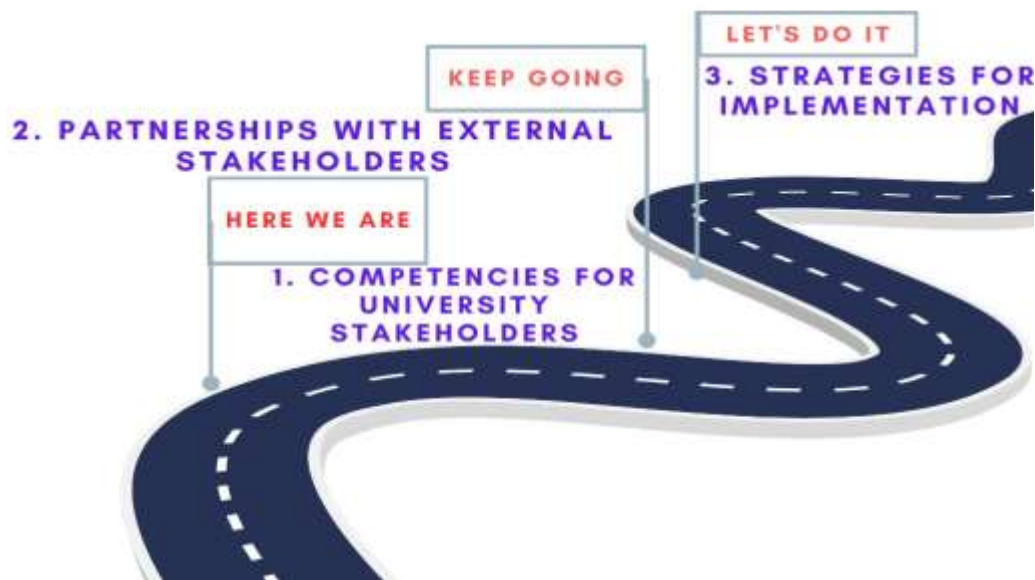 LET'S DO IT
KEEP GOING
3. STRATEGIES FOR
IMPLEMENTATION
2. PARTNERSHIPS WITH EXTERNAL
STAKEHOLDERS
HERE WE ARE
1. COMPETENCIES FOR
UNIVERSITY
STAKEHOLDERS